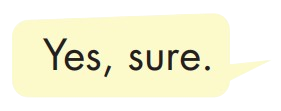 Yes, sure.